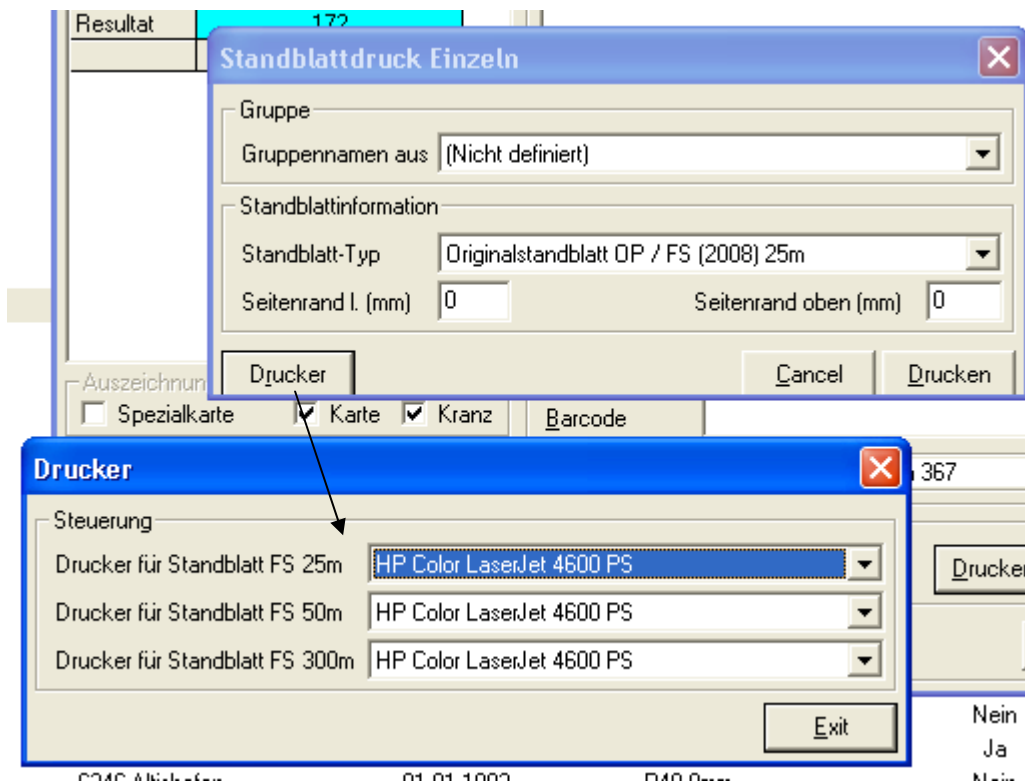 Resultat 172
Standblattdruck Einzeln
Gruppe
Gruppennamen aus (Nicht definiert)
Standblattinformation
Standblatt-Typ Originalstandblatt OP / FS (2008) 25m
Seitenrand l. (mm) 0 Seitenrand oben (mm) 0
Drucker Cancel Drucken
Auszeichnun
Spezialkarte Karte Kranz Barcode
Drucker
367
Steuerung
Drucker für Standblatt FS 25m HP Color LaserJet 4600 PS
Drucker
Drucker für Standblatt FS 50m HP Color LaserJet 4600 PS
Drucker für Standblatt FS 300m HP Color LaserJet 4600 PS
Exit
Nein
Ja